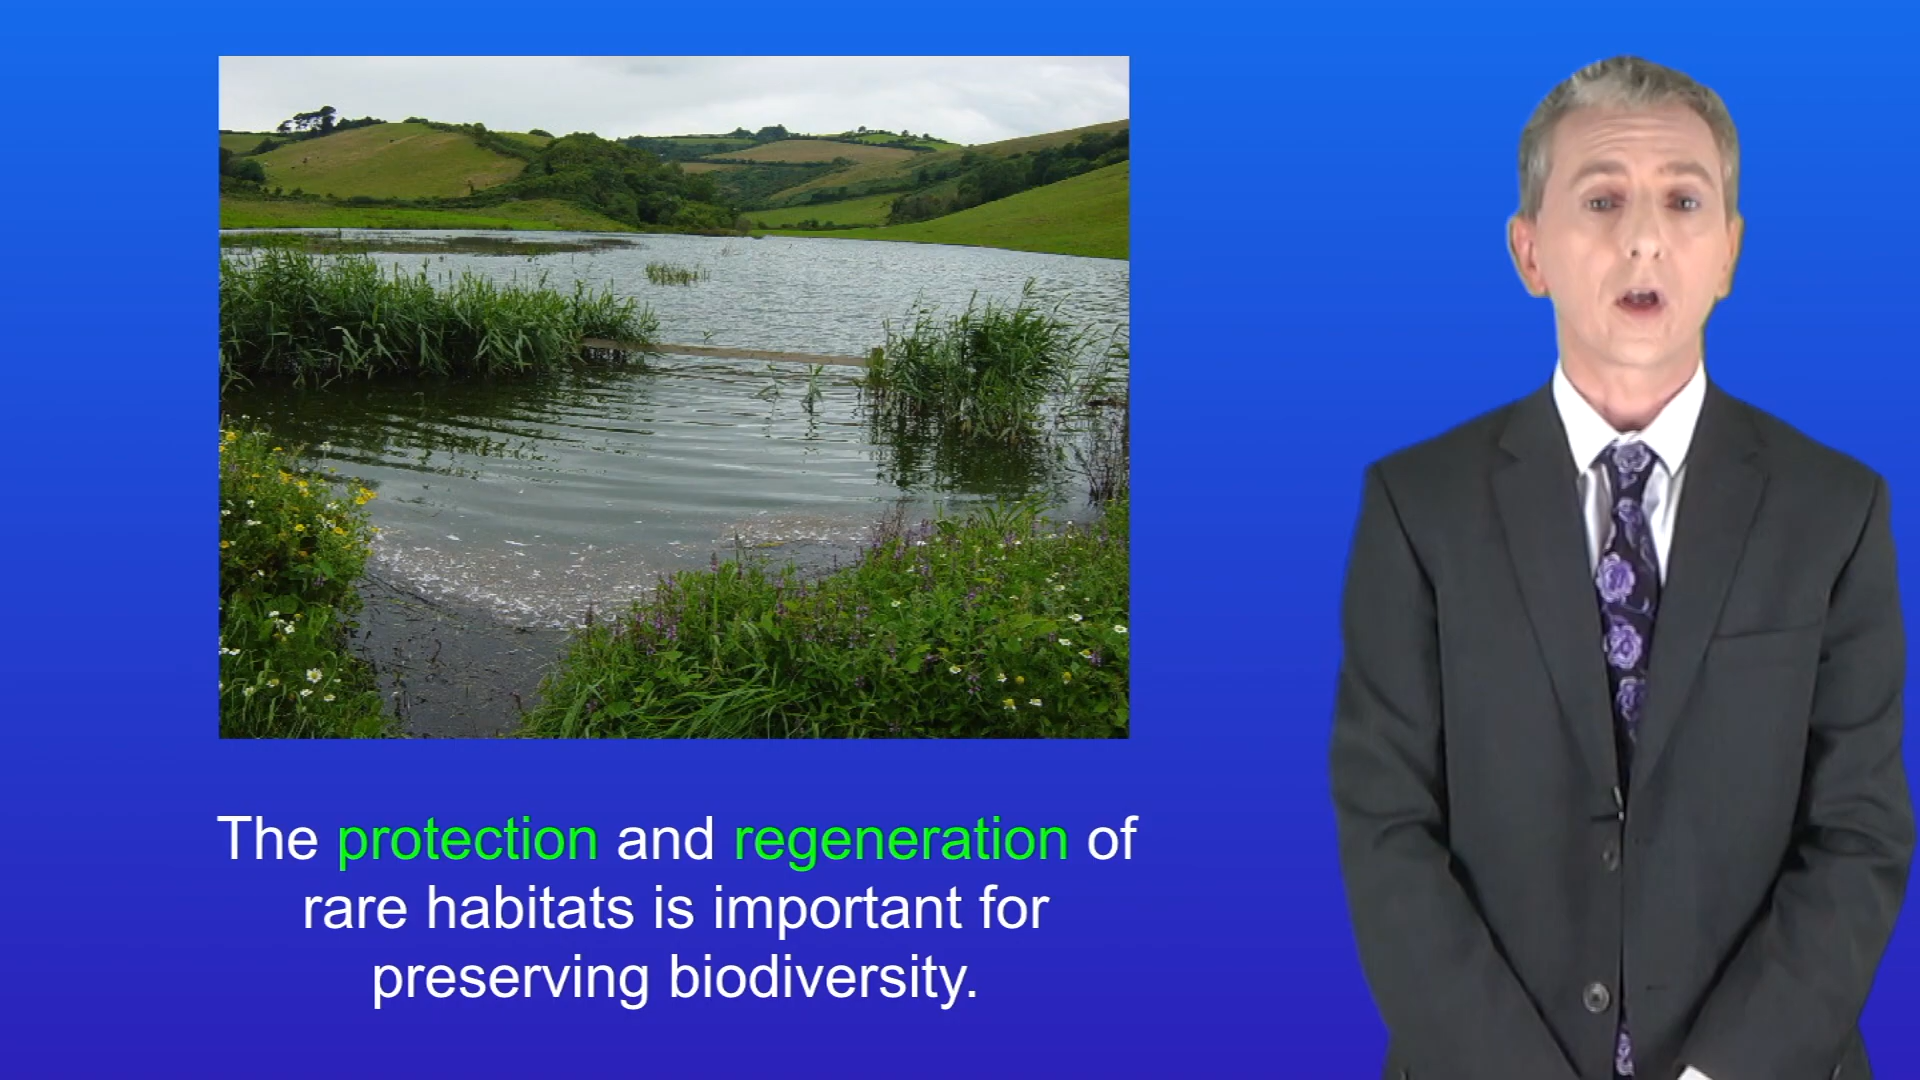 The protection and regeneration of
rare habitats is important for
preserving biodiversity.